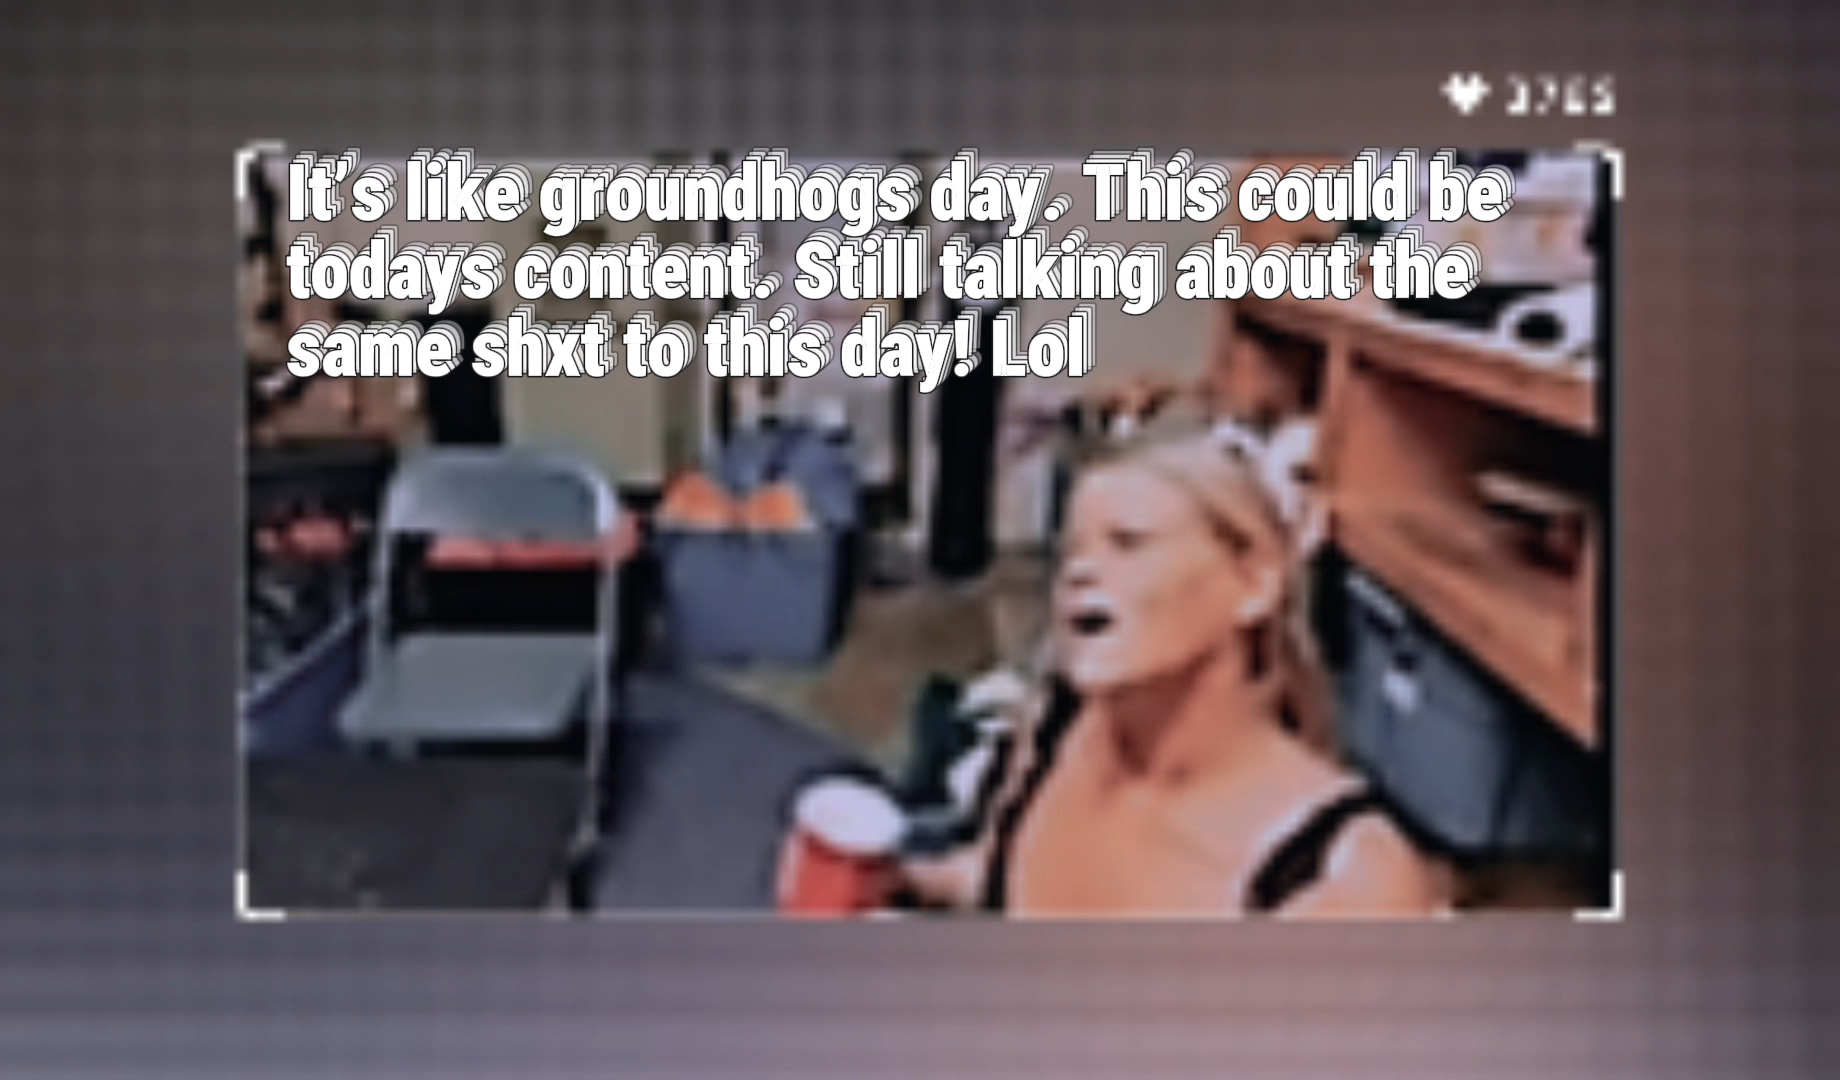 It's like groundhogs day. This could be
todays content. Still talking about the
same shxt to this day! Lol